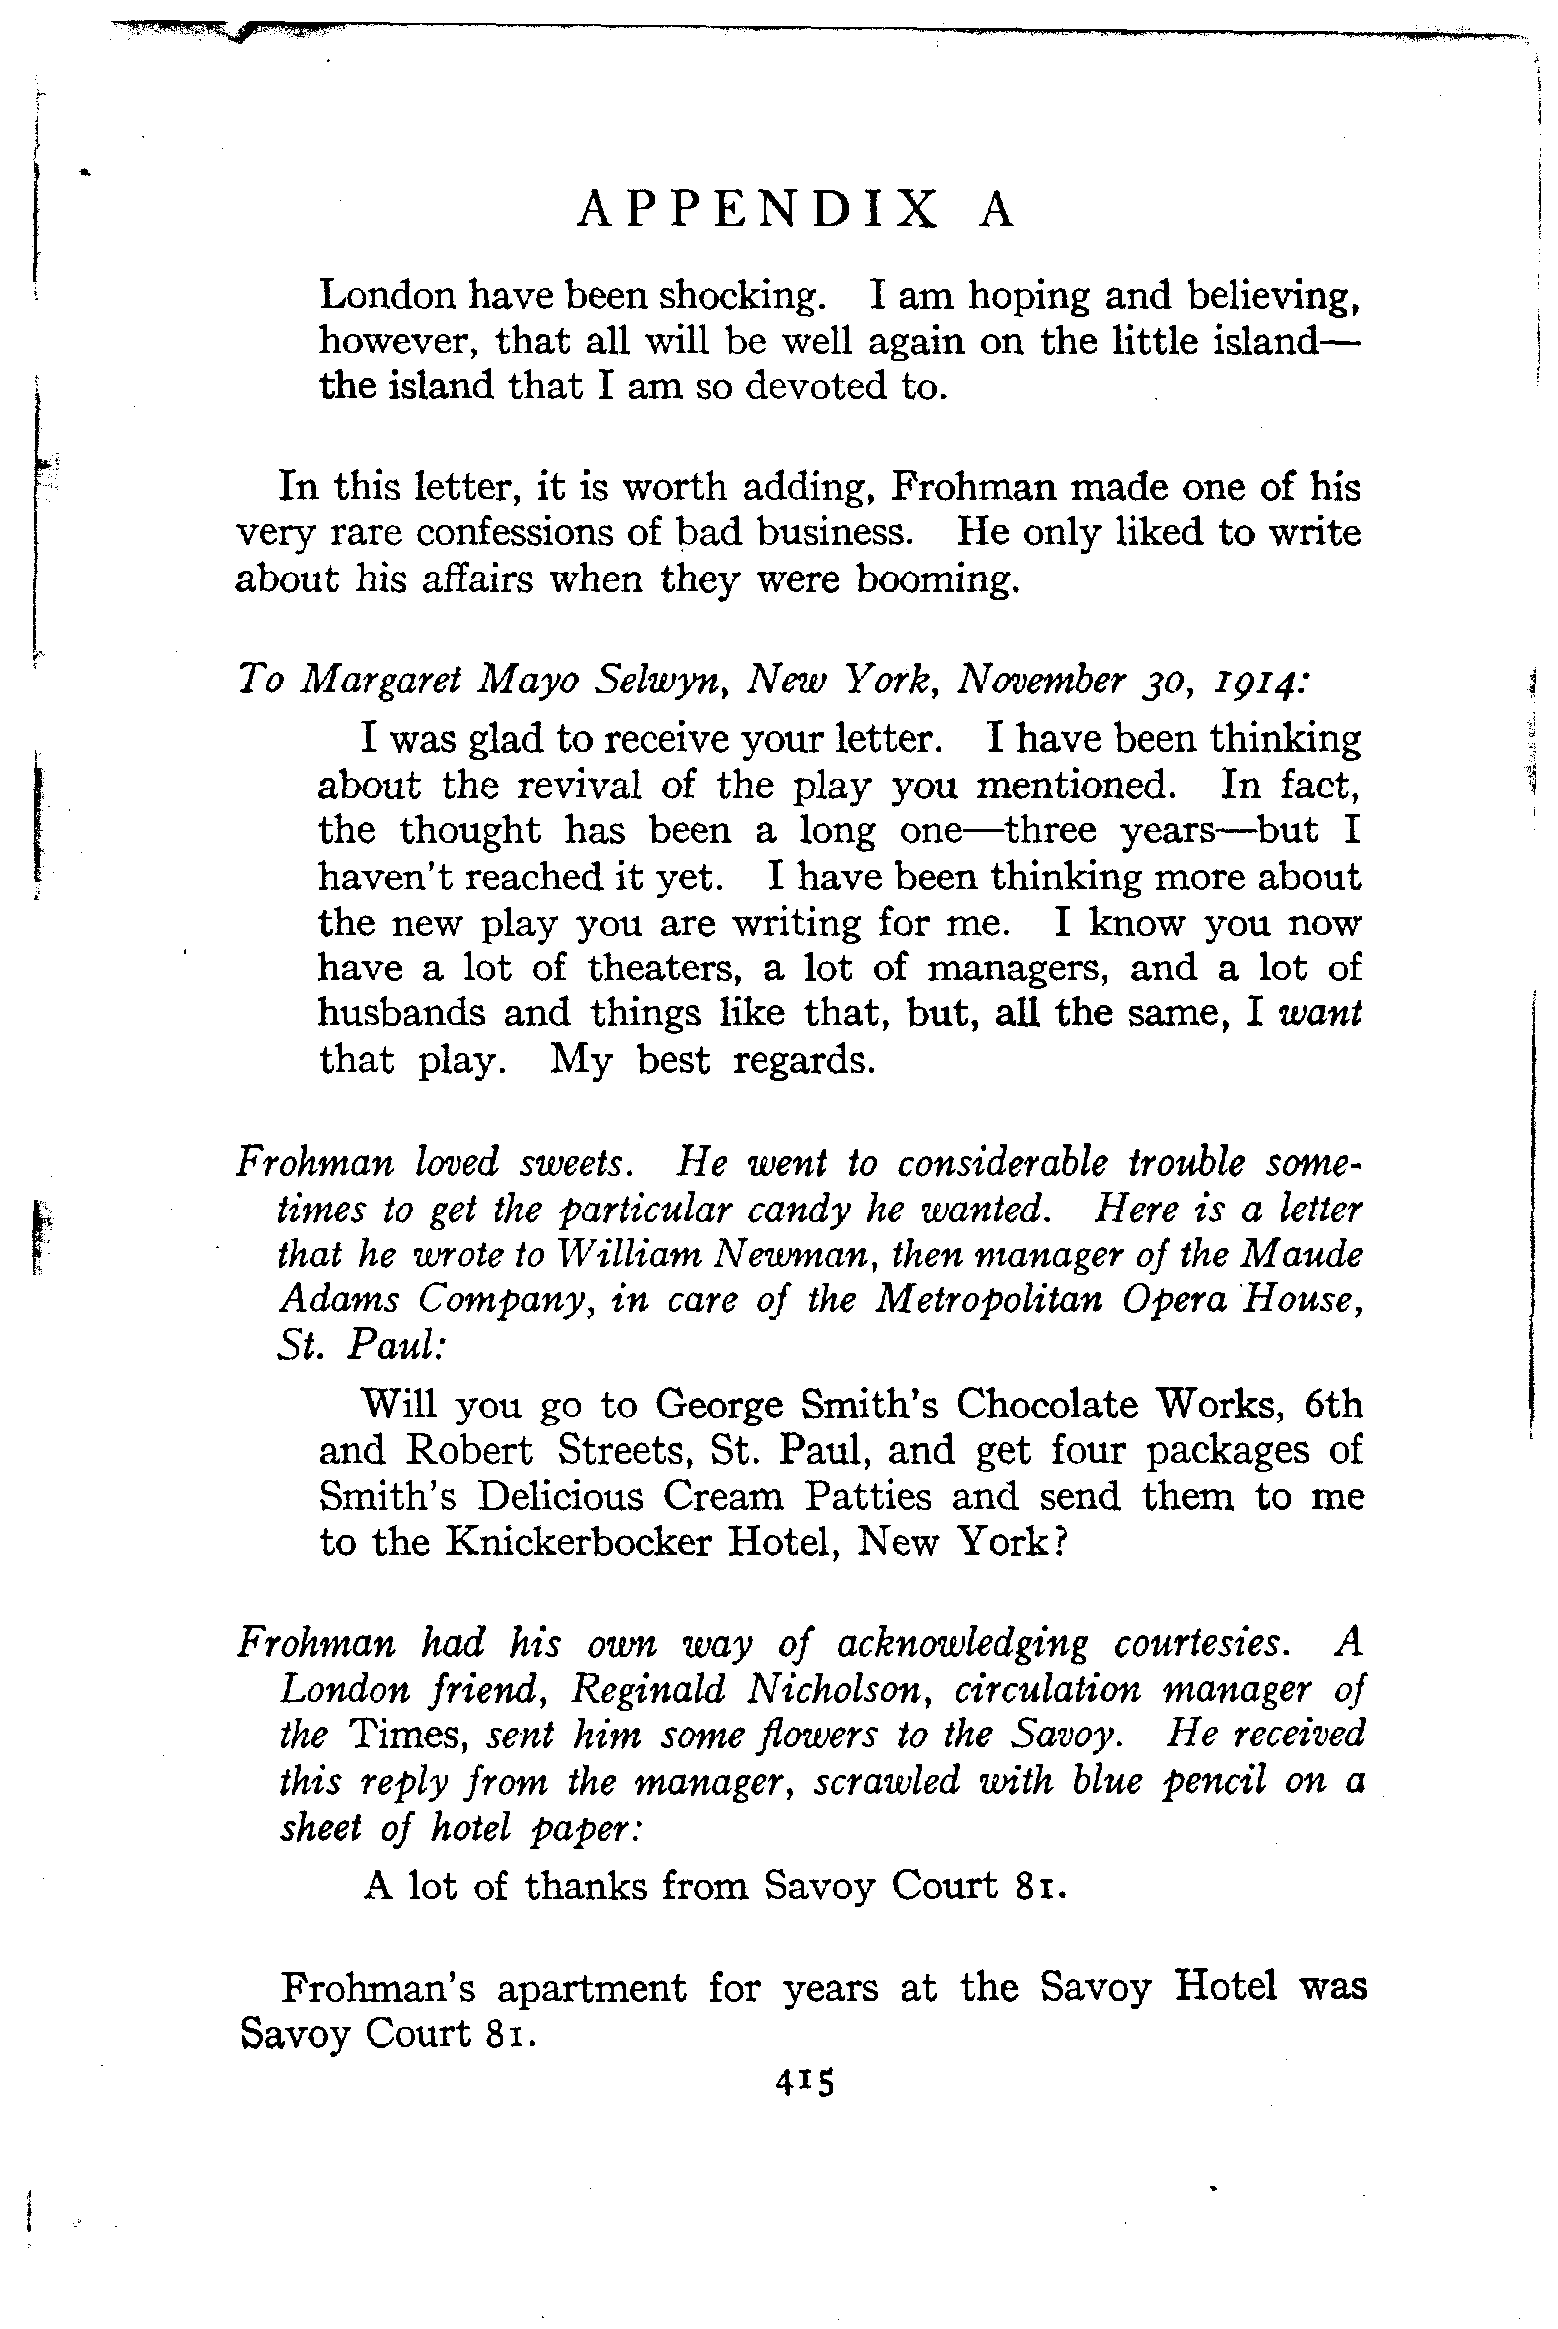 APPENDIX A
London have been shocking. I am hoping and believing,
however, that all will be well again on the little island—
the island that I am so devoted to.
In this letter, it is worth adding, Frohman made one of his
very rare confessions of bad business. He only liked to write
about his affairs when they were booming.
To Margaret Mayo Selwyn, New York, November 30, 1914:
I was glad to receive your letter. I have been thinking
about the revival of the play you mentioned. In fact,
the thought has been a long one—three years—but I
haven't reached it yet. I have been thinking more about
the new play you are writing for me. I know you now
have a lot of theaters, a lot of managers, and a lot of
husbands and things like that, but, all the same, I want
that play. My best regards.
Frohman loved sweets. He went to considerable trouble some-
times to get the particular candy he wanted. Here is a letter
that he wrote to William Newman, then manager of the Maude
Adams Company, in care of the Metropolitan Opera House,
St. Paul:
Will you go to George Smith's Chocolate Works, 6th
and Robert Streets, St. Paul, and get four packages of
Smith's Delicious Cream Patties and send them to me
to the Knickerbocker Hotel, New York?
Frohman had his own way of acknowledging courtesies. A
London friend, Reginald Nicholson, circulation manager of
the Times, sent him some flowers to the Savoy. He received
this reply from the manager, scrawled with blue pencil on a
sheet of hotel paper:
A lot of thanks from Savoy Court 81.
Frohman's apartment for years at the Savoy Hotel was
Savoy Court 81.
415